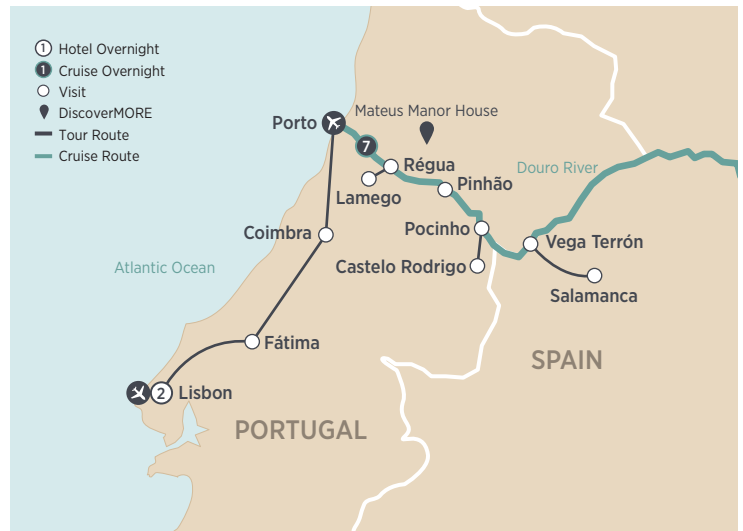 1 Hotel Overnight
1 Cruise Overnight
Visit
DiscoverMORE
Tour Route
Cruise Route
Porto
Mateus Manor House
7
Régua
Lamego
Pinhão
Douro River
Coimbra
Pocinho
Vega Terrón
Castelo Rodrigo
Atlantic Ocean
Salamanca
Fátima
SPAIN
2 Lisbon
PORTUGAL